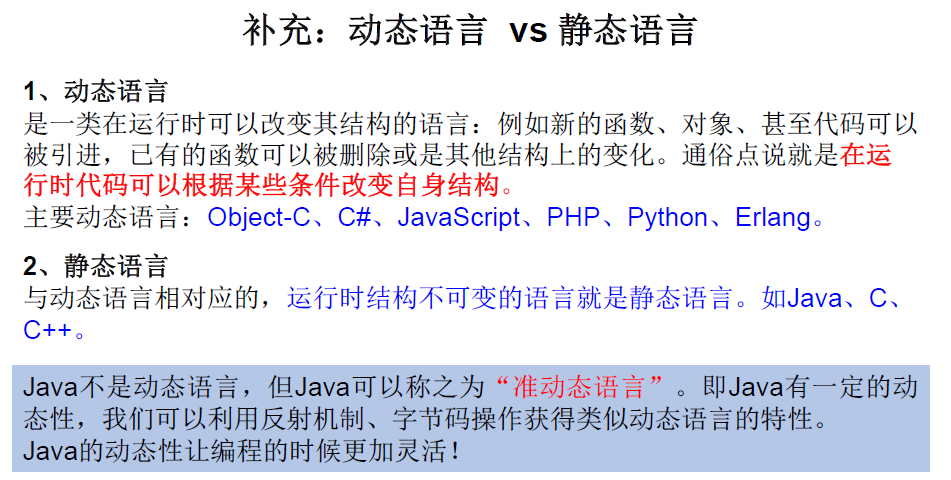 补充：动态语言 vs 静态语言
1、动态语言
是一类在运行时可以改变其结构的语言：例如新的函数、对象、甚至代码可以
被引进，已有的函数可以被删除或是其他结构上的变化。通俗点说就是在运
行时代码可以根据某些条件改变自身结构。
主要动态语言：Object-C、C#、JavaScript、PHP、Python、Erlang。
2、静态语言
与动态语言相对应的，运行时结构不可变的语言就是静态语言。如Java、C、
C++。
Java不是动态语言，但Java可以称之为“准动态语言”。即Java有一定的动
态性，我们可以利用反射机制、字节码操作获得类似动态语言的特性。
Java的动态性让编程的时候更加灵活！